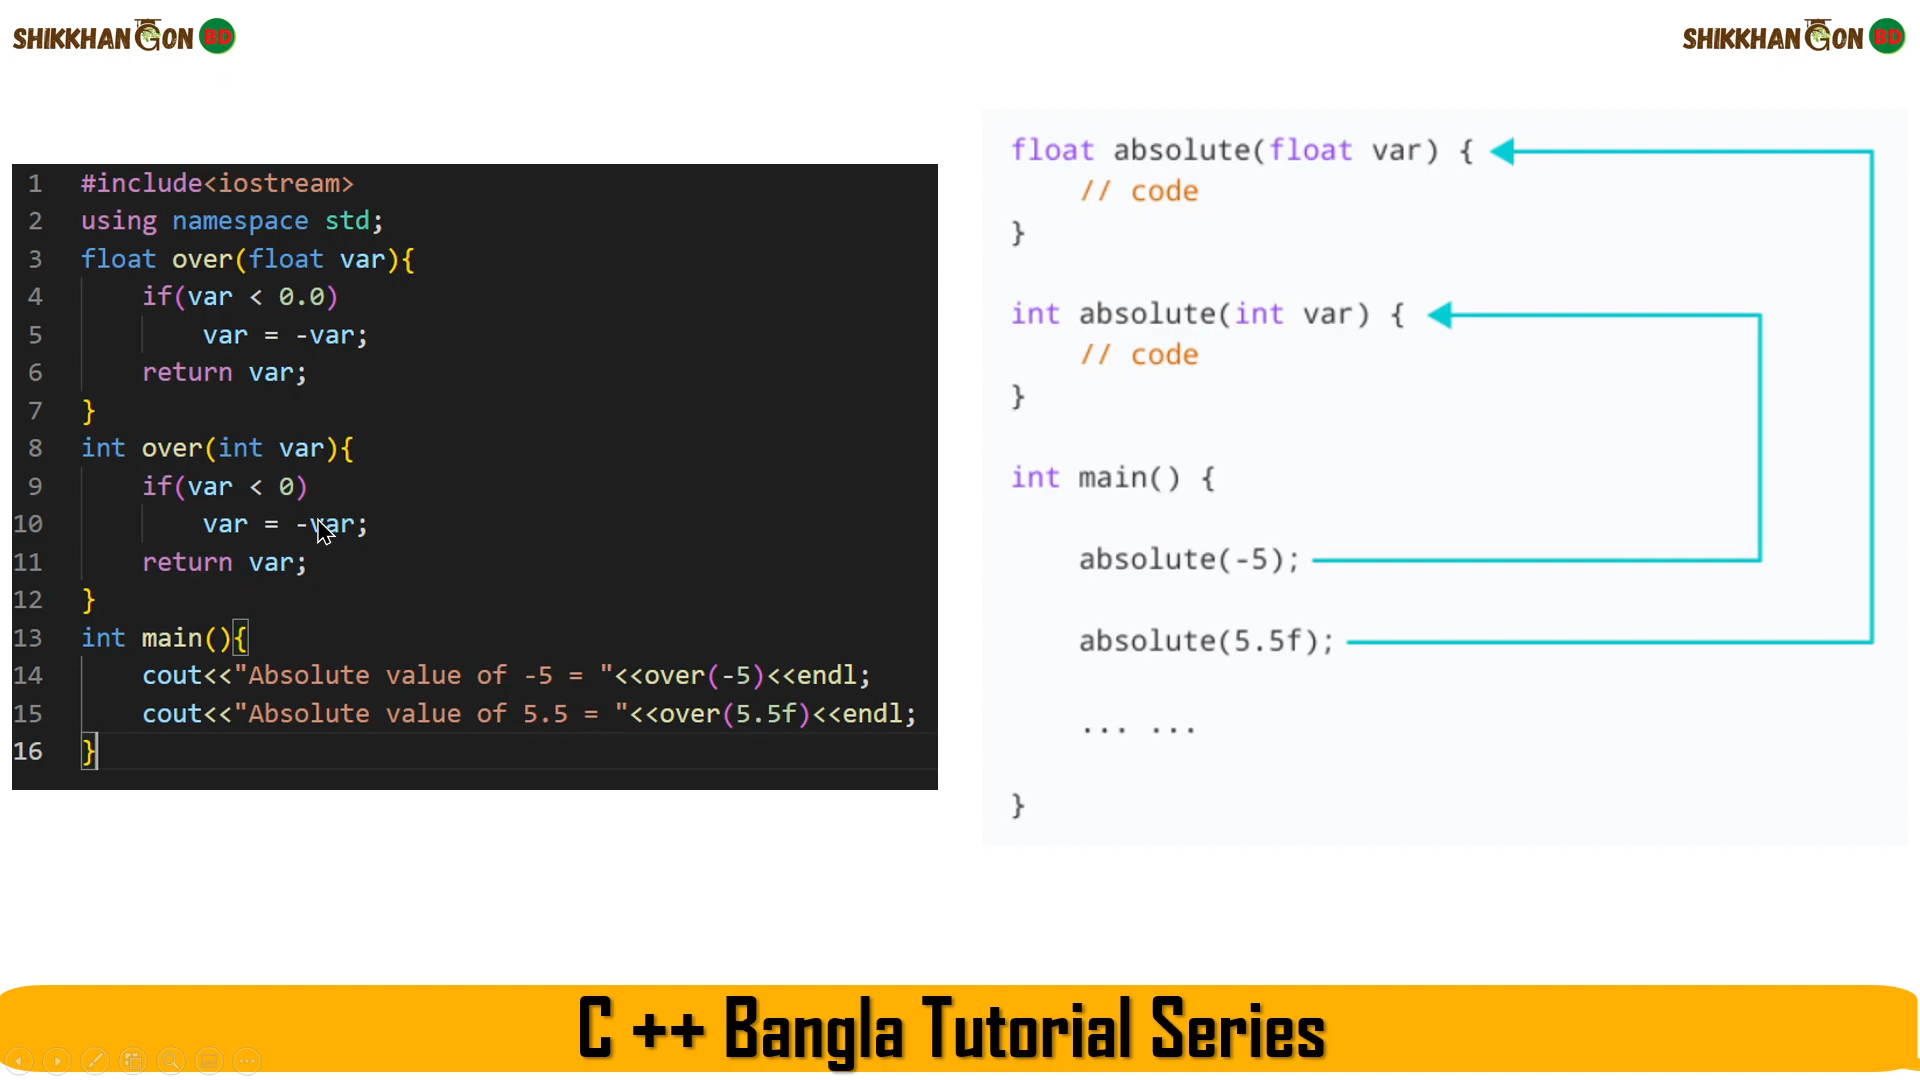 SHIKKHANGON BD
SHIKKHANGON BD
1 #include<iostream>
2 using namespace std;
3 float over(float var){
4 if(var < 0.0)
5 var = -var;
6 return var;
7 }
8 int over(int var){
9 if(var < 0)
10 var = -var;
11 return var;
12 }
13 int main(){
14 cout<<"Absolute value of -5 = "<<over(-5)<<endl;
15 cout<<"Absolute value of 5.5 = "<<over(5.5f)<<endl;
16 }
float absolute(float var) {
// code
}
int absolute(int var) {
// code
}
int main() {
absolute(-5);
absolute(5.5f);
... ...
}
C ++ Bangla Tutorial Series